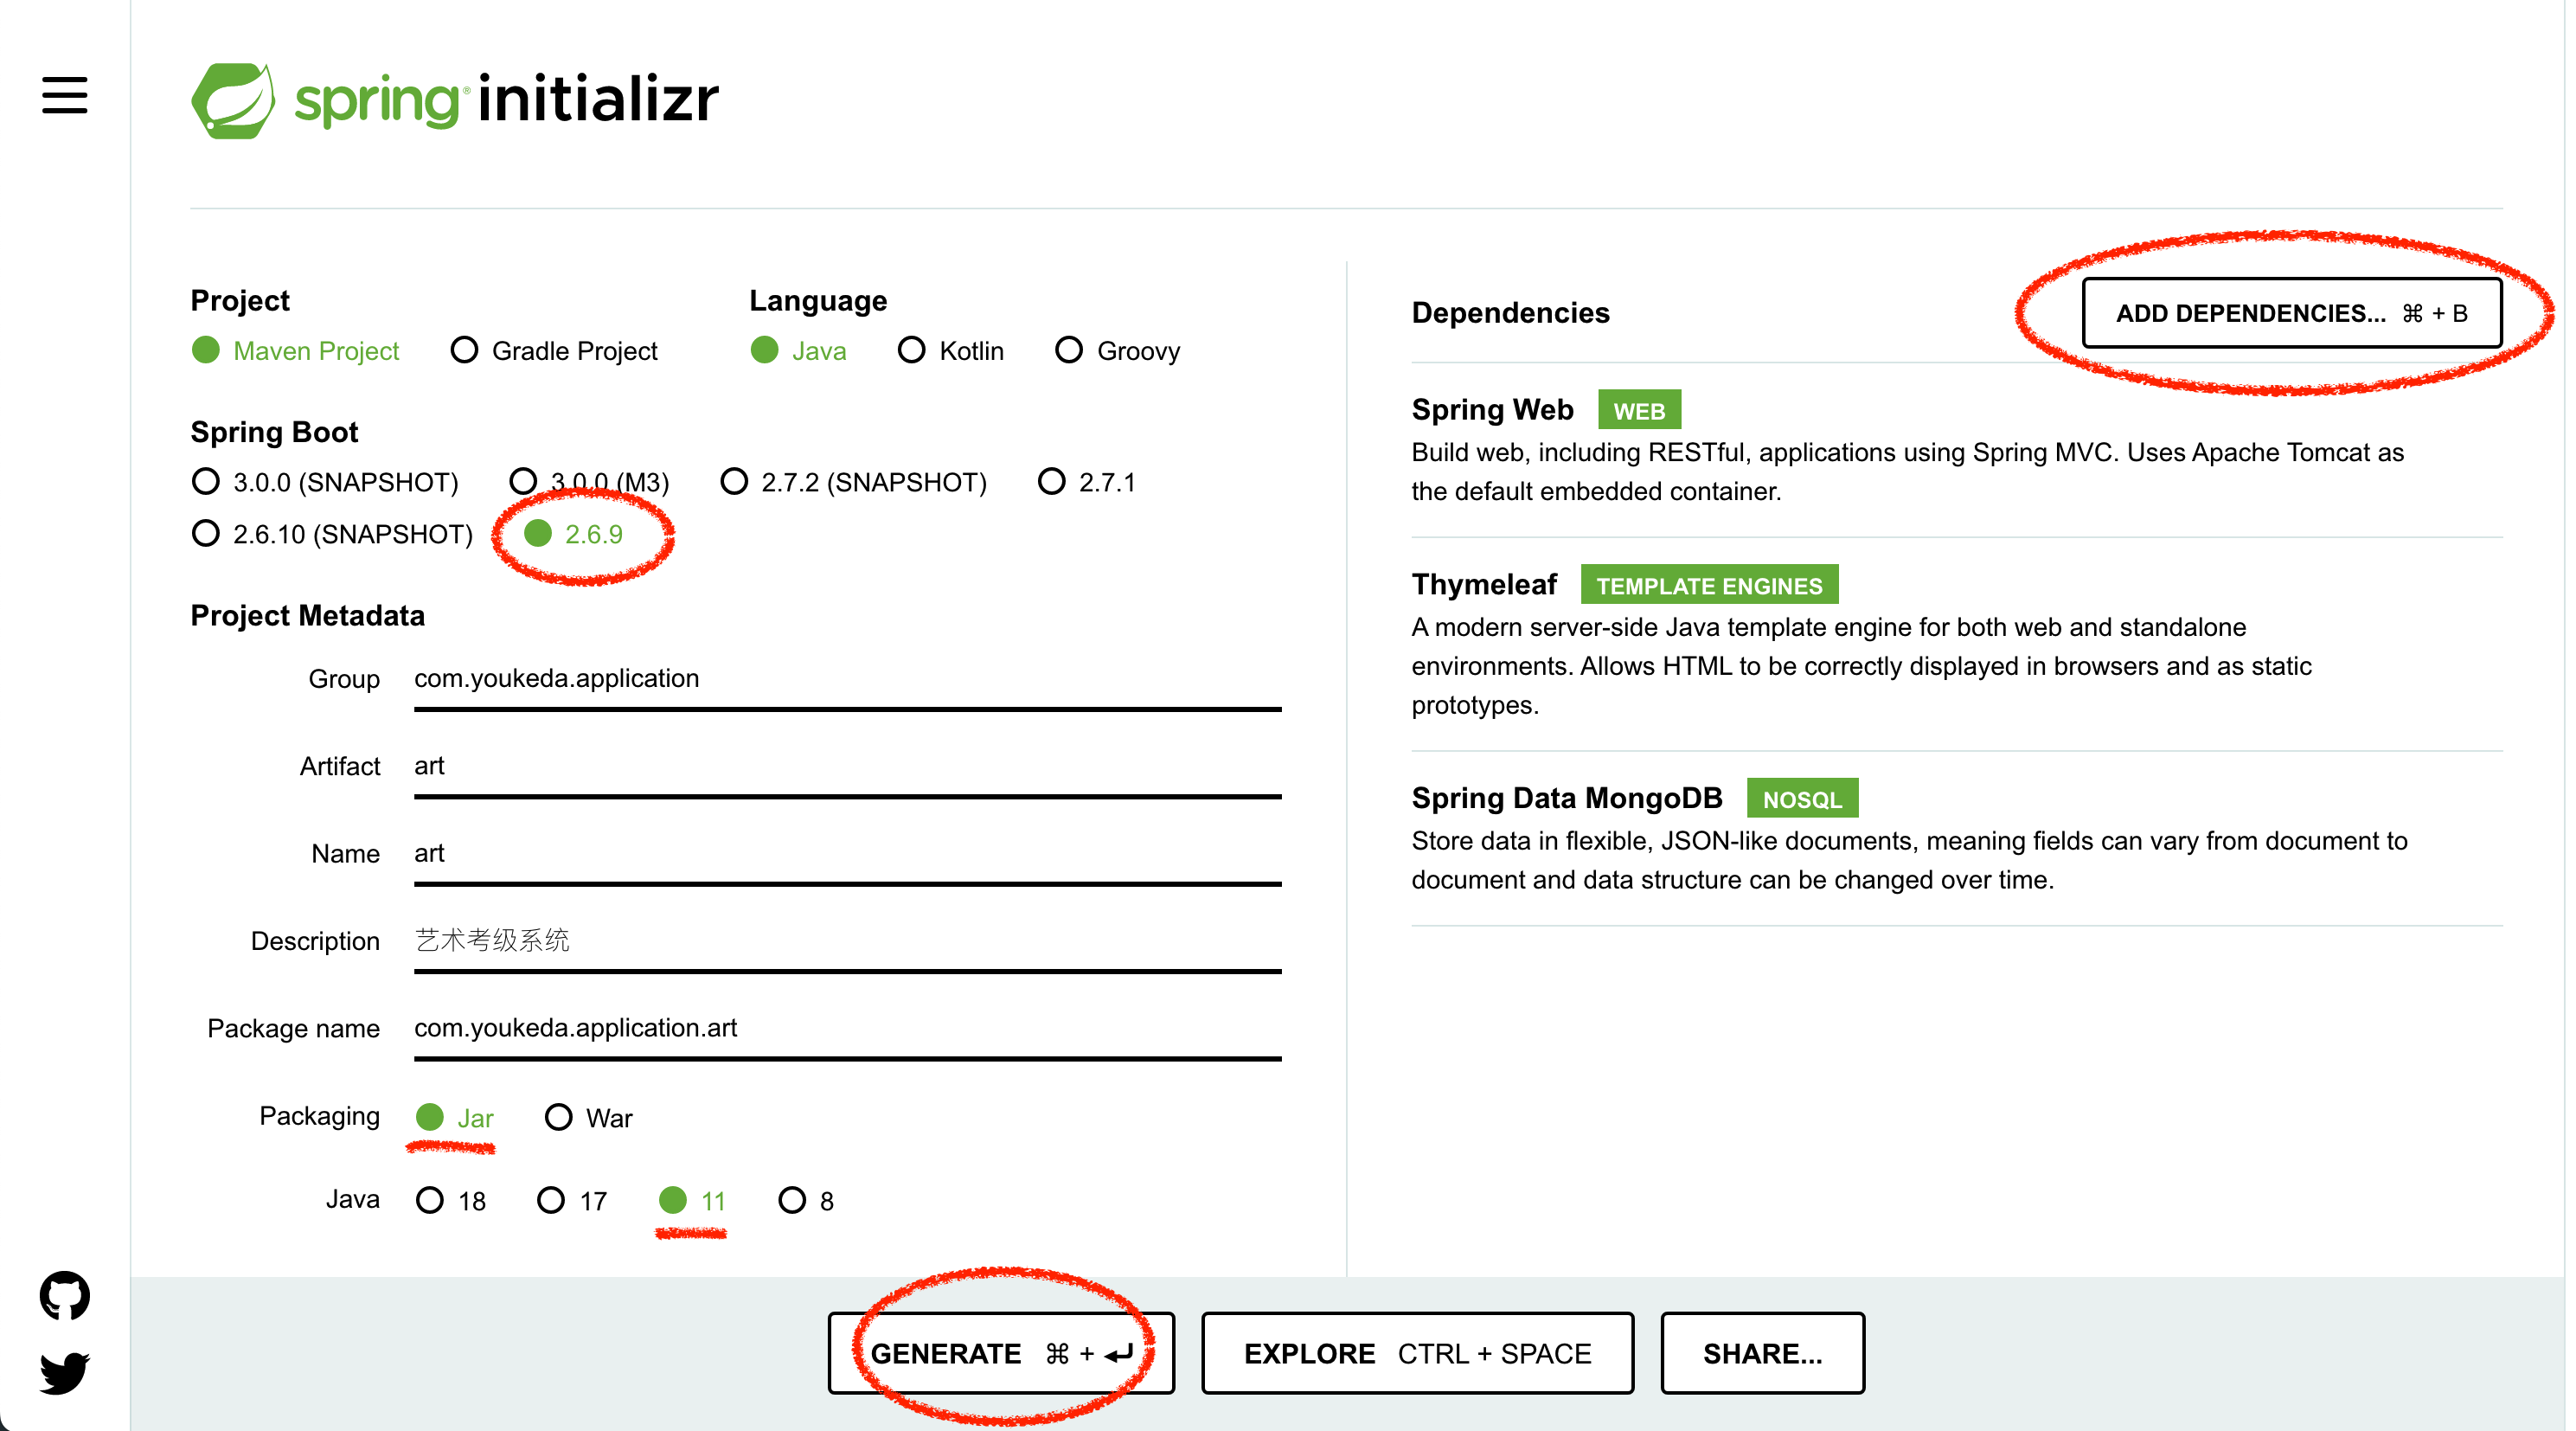 spring® initializr
Project
Maven Project Gradle Project
Language
Java Kotlin Groovy
Spring Boot
3.0.0 (SNAPSHOT) 3.0.0 (M3) 2.7.2 (SNAPSHOT) 2.7.1
2.6.10 (SNAPSHOT) 2.6.9
Project Metadata
Group com.youkeda.application
Artifact art
Name art
Description 艺术考级系统
Package name com.youkeda.application.art
Packaging Jar War
Java 18 17 11 8
Dependencies ADD DEPENDENCIES... ⌘ + B
Spring Web WEB
Build web, including RESTful, applications using Spring MVC. Uses Apache Tomcat as
the default embedded container.
Thymeleaf TEMPLATE ENGINES
A modern server-side Java template engine for both web and standalone
environments. Allows HTML to be correctly displayed in browsers and as static
prototypes.
Spring Data MongoDB NOSQL
Store data in flexible, JSON-like documents, meaning fields can vary from document to
document and data structure can be changed over time.
GENERATE ⌘ + ↵ EXPLORE CTRL + SPACE SHARE...